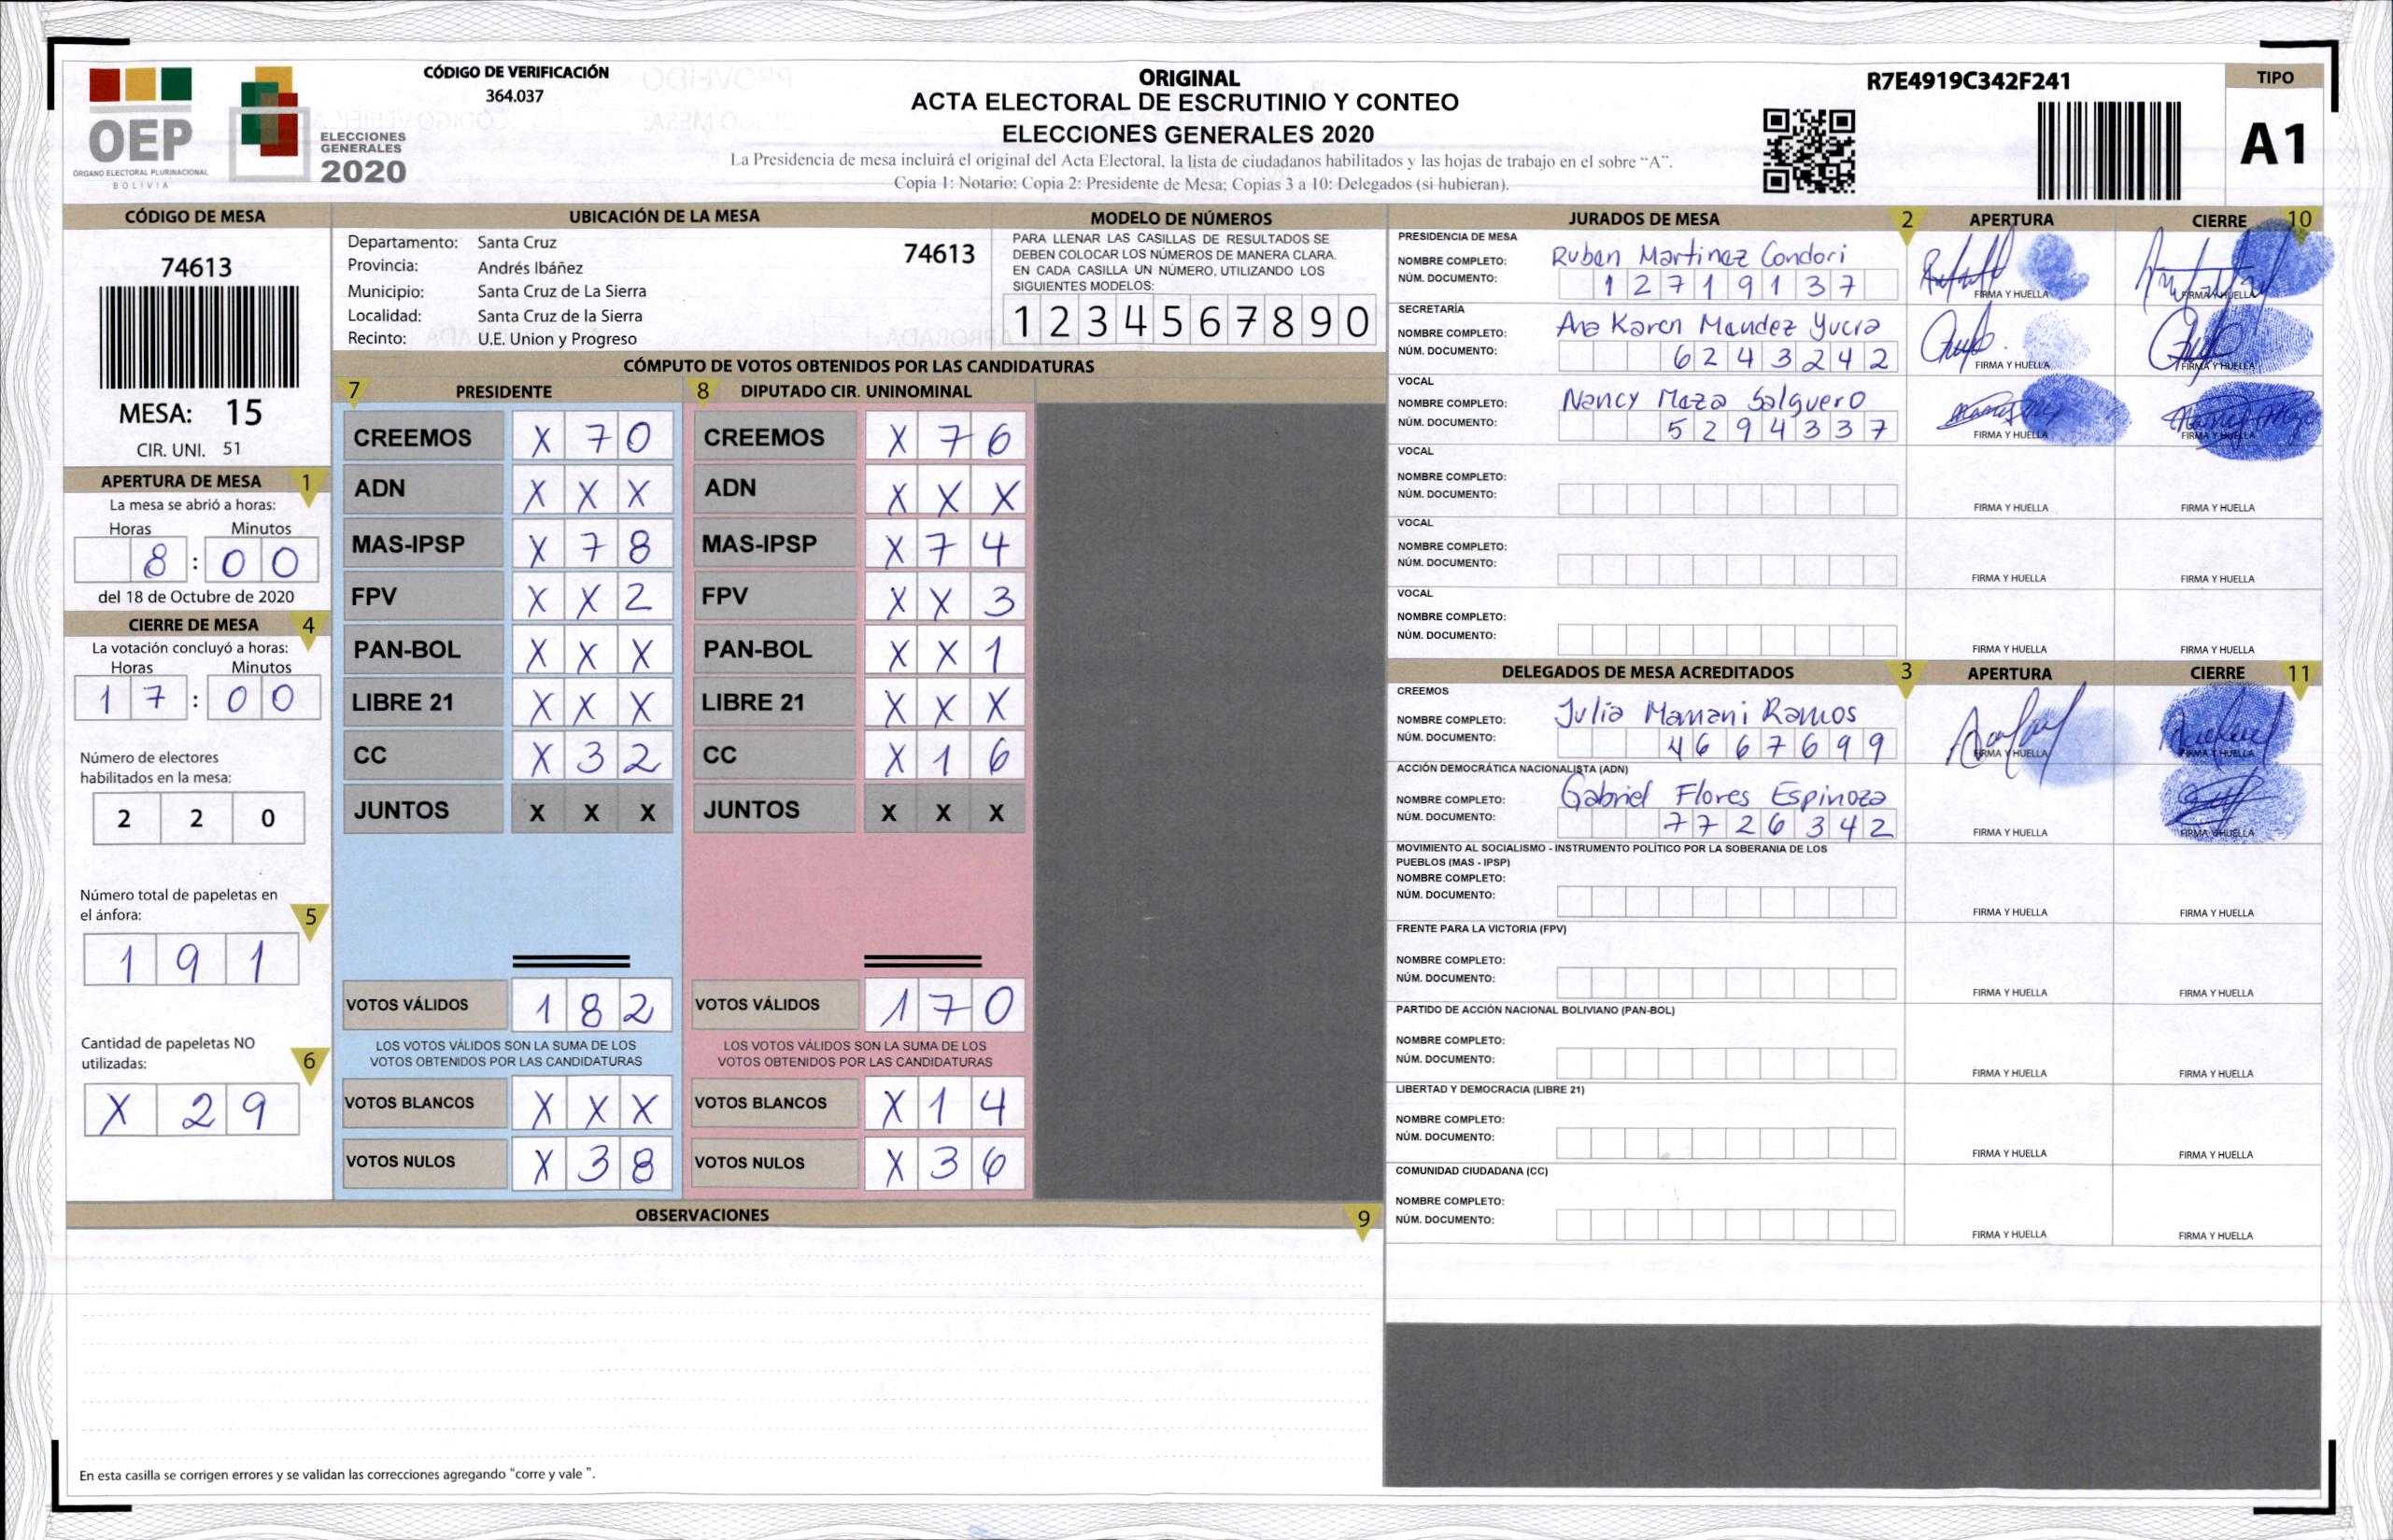 CÓDIGO DE VERIFICACIÓN
364.037
OEP
ÓRGANO ELECTORAL PLURINACIONAL
BOLIVIA
ELECCIONES
GENERALES
2020
ORIGINAL
ACTA ELECTORAL DE ESCRUTINIO Y CONTEO
ELECCIONES GENERALES 2020
La Presidencia de mesa incluirá el original del Acta Electoral, la lista de ciudadanos habilitados y las hojas de trabajo en el sobre “A”.
Copia 1: Notario; Copia 2: Presidente de Mesa; Copias 3 a 10: Delegados (si hubieran).
R7E4919C342F241
TIPO
A1
CÓDIGO DE MESA
74613
MESA: 15
CIR. UNI. 51
APERTURA DE MESA 1
La mesa se abrió a horas:
Horas Minutos
8 : 0 0
del 18 de Octubre de 2020
CIERRE DE MESA 4
La votación concluyó a horas:
Horas Minutos
1 7 : 0 0
Número de electores
habilitados en la mesa:
2 2 0
Número total de papeletas en
el ánfora: 5
1 9 1
Cantidad de papeletas NO
utilizadas: 6
X 2 9
UBICACIÓN DE LA MESA
Departamento: Santa Cruz
74613
Provincia: Andrés Ibáñez
Municipio: Santa Cruz de La Sierra
Localidad: Santa Cruz de la Sierra
Recinto: U.E. Union y Progreso
MODELO DE NÚMEROS
PARA LLENAR LAS CASILLAS DE RESULTADOS SE
DEBEN COLOCAR LOS NÚMEROS DE MANERA CLARA.
EN CADA CASILLA UN NÚMERO, UTILIZANDO LOS
SIGUIENTES MODELOS:
1 2 3 4 5 6 7 8 9 0
CÓMPUTO DE VOTOS OBTENIDOS POR LAS CANDIDATURAS
7 PRESIDENTE 8 DIPUTADO CIR. UNINOMINAL
CREEMOS X 7 0 CREEMOS X 7 6
ADN X X X ADN X X X
MAS-IPSP X 7 8 MAS-IPSP X 7 4
FPV X X 2 FPV X X 3
PAN-BOL X X X PAN-BOL X X 1
LIBRE 21 X X X LIBRE 21 X X X
CC X 3 2 CC X 1 6
JUNTOS X X X JUNTOS X X X
VOTOS VÁLIDOS 1 8 2 VOTOS VÁLIDOS 1 7 0
LOS VOTOS VÁLIDOS SON LA SUMA DE LOS LOS VOTOS VÁLIDOS SON LA SUMA DE LOS
VOTOS OBTENIDOS POR LAS CANDIDATURAS VOTOS OBTENIDOS POR LAS CANDIDATURAS
VOTOS BLANCOS X X X VOTOS BLANCOS X 1 4
VOTOS NULOS X 3 8 VOTOS NULOS X 3 6
OBSERVACIONES 9
En esta casilla se corrigen errores y se validan las correcciones agregando “corre y vale ”.
JURADOS DE MESA 2 APERTURA CIERRE 10
PRESIDENCIA DE MESA
NOMBRE COMPLETO: Ruben Martinez Condori
NÚM. DOCUMENTO: 1 2 7 1 9 1 3 7
FIRMA Y HUELLA FIRMA Y HUELLA
SECRETARÍA
NOMBRE COMPLETO: Ana Karen Mendez Yucra
NÚM. DOCUMENTO: 6 2 4 3 2 4 2
FIRMA Y HUELLA FIRMA Y HUELLA
VOCAL
NOMBRE COMPLETO: Nancy Meza Salguero
NÚM. DOCUMENTO: 5 2 9 4 3 3 7
FIRMA Y HUELLA FIRMA Y HUELLA
VOCAL
NOMBRE COMPLETO:
NÚM. DOCUMENTO:
FIRMA Y HUELLA FIRMA Y HUELLA
VOCAL
NOMBRE COMPLETO:
NÚM. DOCUMENTO:
FIRMA Y HUELLA FIRMA Y HUELLA
VOCAL
NOMBRE COMPLETO:
NÚM. DOCUMENTO:
FIRMA Y HUELLA FIRMA Y HUELLA
DELEGADOS DE MESA ACREDITADOS 3 APERTURA CIERRE 11
CREEMOS
NOMBRE COMPLETO: Julia Mamani Ramos
NÚM. DOCUMENTO: 4 6 6 7 6 9 9
FIRMA Y HUELLA FIRMA Y HUELLA
ACCIÓN DEMOCRÁTICA NACIONALISTA (ADN)
NOMBRE COMPLETO: Gabriel Flores Espinoza
NÚM. DOCUMENTO: 7 7 2 6 3 4 2
FIRMA Y HUELLA FIRMA Y HUELLA
MOVIMIENTO AL SOCIALISMO - INSTRUMENTO POLÍTICO POR LA SOBERANIA DE LOS
PUEBLOS (MAS - IPSP)
NOMBRE COMPLETO:
NÚM. DOCUMENTO:
FIRMA Y HUELLA FIRMA Y HUELLA
FRENTE PARA LA VICTORIA (FPV)
NOMBRE COMPLETO:
NÚM. DOCUMENTO:
FIRMA Y HUELLA FIRMA Y HUELLA
PARTIDO DE ACCIÓN NACIONAL BOLIVIANO (PAN-BOL)
NOMBRE COMPLETO:
NÚM. DOCUMENTO:
FIRMA Y HUELLA FIRMA Y HUELLA
LIBERTAD Y DEMOCRACIA (LIBRE 21)
NOMBRE COMPLETO:
NÚM. DOCUMENTO:
FIRMA Y HUELLA FIRMA Y HUELLA
COMUNIDAD CIUDADANA (CC)
NOMBRE COMPLETO:
NÚM. DOCUMENTO:
FIRMA Y HUELLA FIRMA Y HUELLA